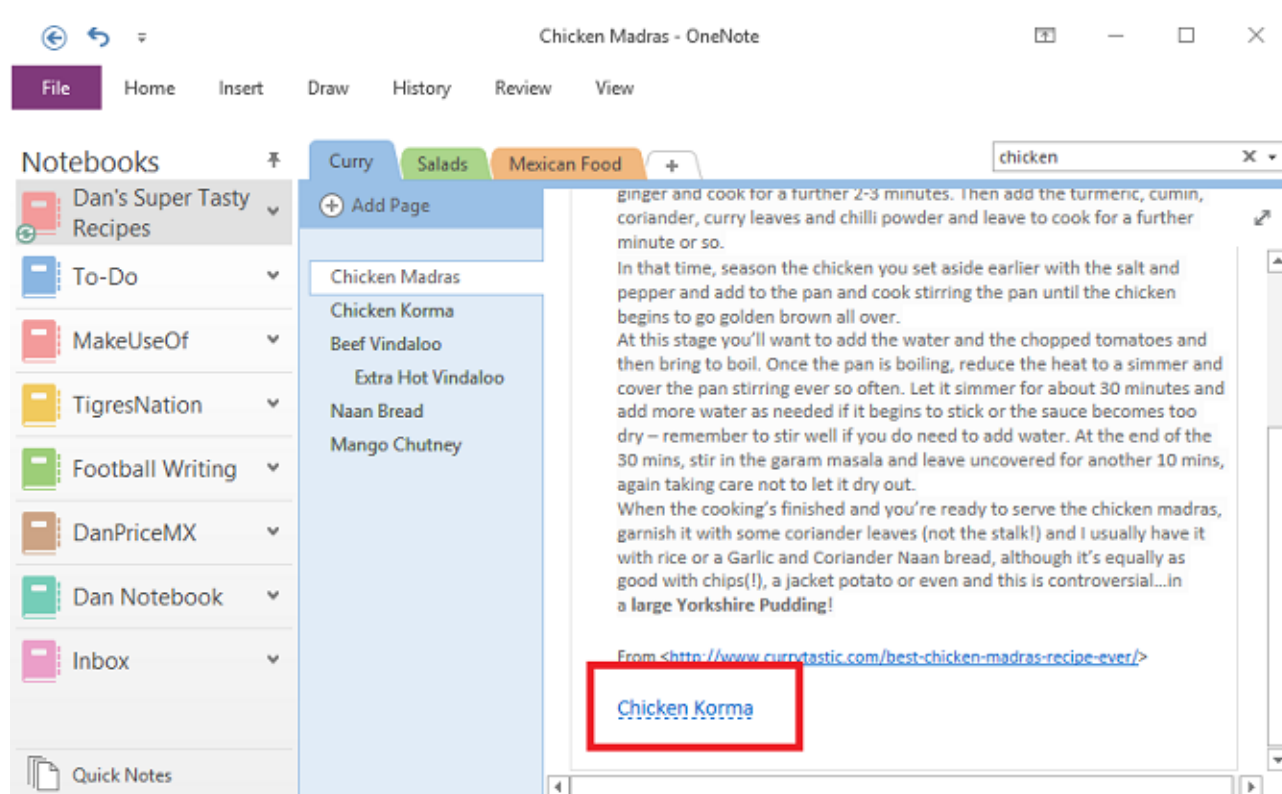 Chicken Madras - OneNote
File Home Insert Draw History Review View
Notebooks
Dan's Super Tasty
Recipes
To-Do
MakeUseOf
TigresNation
Football Writing
DanPriceMX
Dan Notebook
Inbox
Quick Notes
Curry Salads Mexican Food +
chicken
Add Page
Chicken Madras
Chicken Korma
Beef Vindaloo
Extra Hot Vindaloo
Naan Bread
Mango Chutney
ginger and cook for a further 2-3 minutes. Then add the turmeric, cumin,
coriander, curry leaves and chilli powder and leave to cook for a further
minute or so.
In that time, season the chicken you set aside earlier with the salt and
pepper and add to the pan and cook stirring the pan until the chicken
begins to go golden brown all over.
At this stage you'll want to add the water and the chopped tomatoes and
then bring to boil. Once the pan is boiling, reduce the heat to a simmer and
cover the pan stirring ever so often. Let it simmer for about 30 minutes and
add more water as needed if it begins to stick or the sauce becomes too
dry – remember to stir well if you do need to add water. At the end of the
30 mins, stir in the garam masala and leave uncovered for another 10 mins,
again taking care not to let it dry out.
When the cooking's finished and you're ready to serve the chicken madras,
garnish it with some coriander leaves (not the stalk!) and I usually have it
with rice or a Garlic and Coriander Naan bread, although it's equally as
good with chips(!), a jacket potato or even and this is controversial...in
a large Yorkshire Pudding!
From <http://www.currytastic.com/best-chicken-madras-recipe-ever/>
Chicken Korma